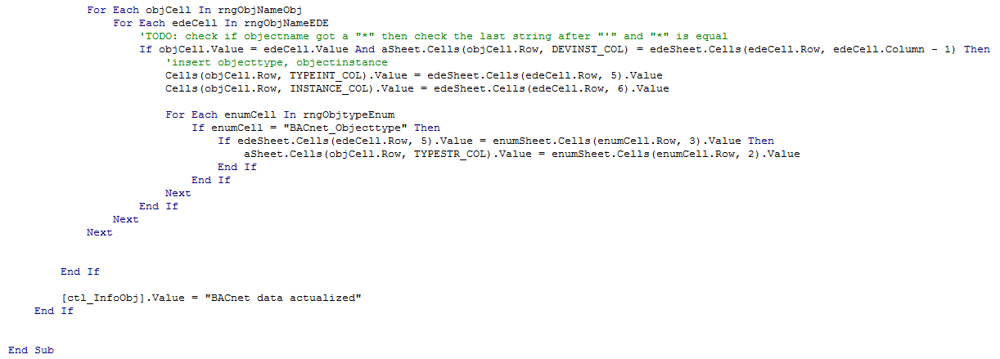 For Each objCell In rngObjNameObj
For Each edeCell In rngObjNameEDE
'TODO: check if objectname got a "*" then check the last string after "'" and "*" is equal
If objCell.Value = edeCell.Value And aSheet.Cells(objCell.Row, DEVINST_COL) = edeSheet.Cells(edeCell.Row, edeCell.Column - 1) Then
'insert objecttype, objectinstance
Cells(objCell.Row, TYPEINT_COL).Value = edeSheet.Cells(edeCell.Row, 5).Value
Cells(objCell.Row, INSTANCE_COL).Value = edeSheet.Cells(edeCell.Row, 6).Value
For Each enumCell In rngObjtypeEnum
If enumCell = "BACnet_Objecttype" Then
If edeSheet.Cells(edeCell.Row, 5).Value = enumSheet.Cells(enumCell.Row, 3).Value Then
aSheet.Cells(objCell.Row, TYPESTR_COL).Value = enumSheet.Cells(enumCell.Row, 2).Value
End If
End If
Next
End If
Next
Next
End If
[ctl_InfoObj].Value = "BACnet data actualized"
End If
End Sub